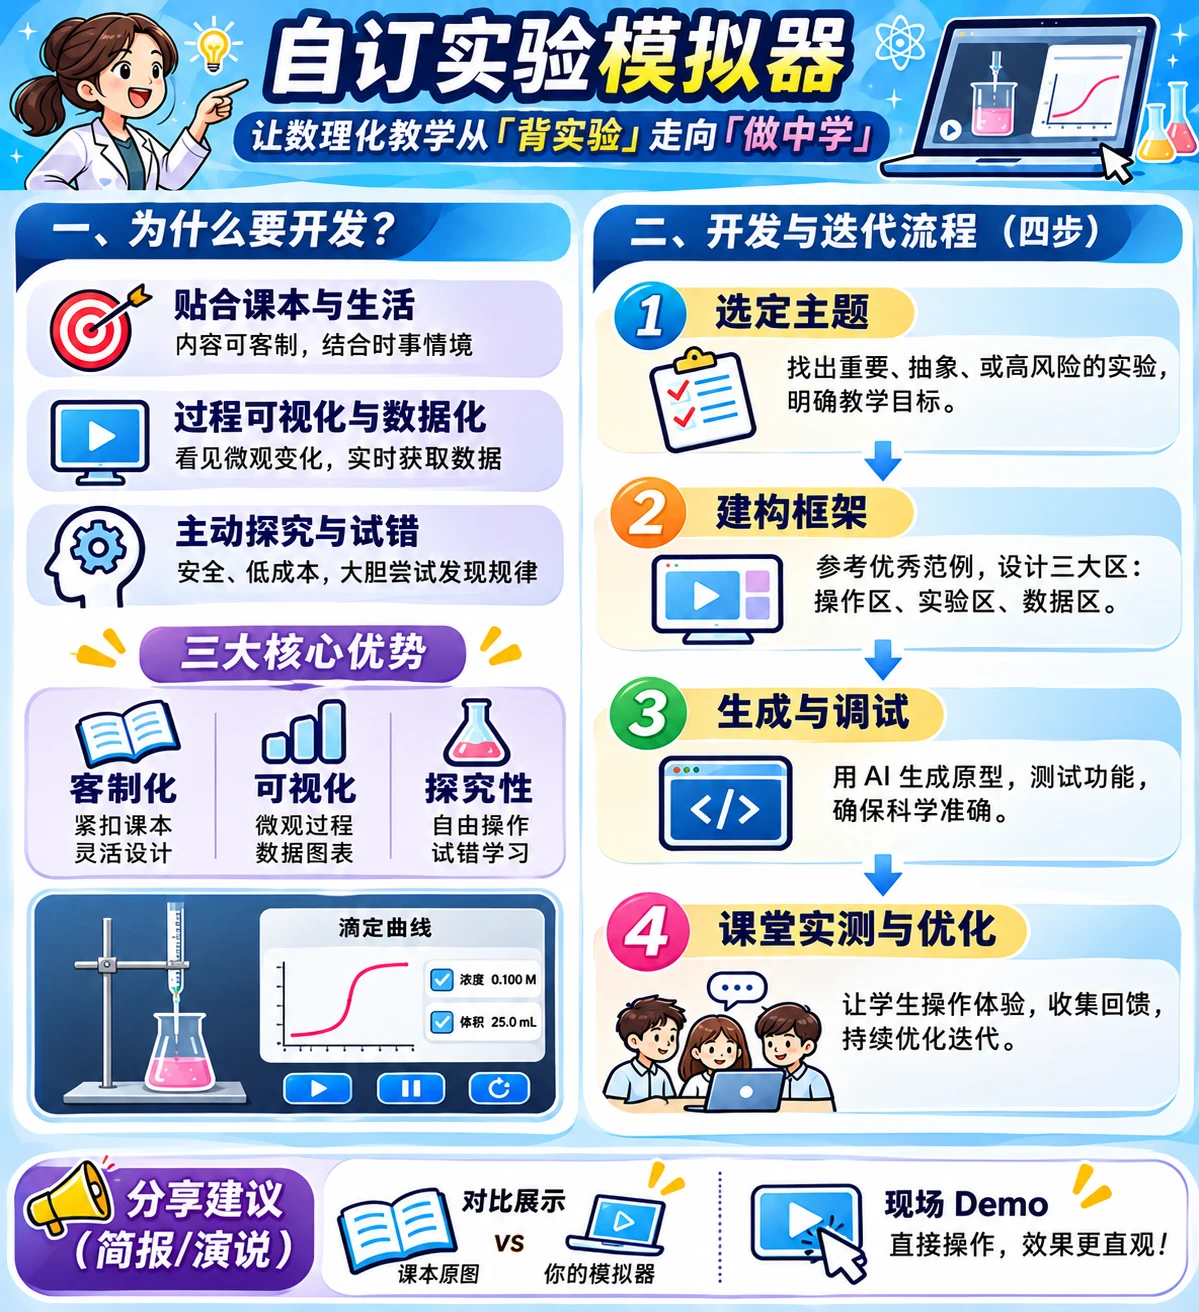 自订实验模拟器
让数理化教学从「背实验」走向「做中学」
一、为什么要开发？
贴合课本与生活
内容可客制，结合时事情境
过程可视化与数据化
看见微观变化，实时获取数据
主动探究与试错
安全、低成本，大胆尝试发现规律
三大核心优势
客制化
紧扣课本
灵活设计
可视化
微观过程
数据图表
探究性
自由操作
试错学习
滴定曲线
浓度 0.100 M
体积 25.0 mL
二、开发与迭代流程（四步）
1 选定主题
找出重要、抽象、或高风险的实验，
明确教学目标。
2 建构框架
参考优秀范例，设计三大区：
操作区、实验区、数据区。
3 生成与调试
</>
用 AI 生成原型，测试功能，
确保科学准确。
4 课堂实测与优化
让学生操作体验，收集回馈，
持续优化迭代。
分享建议
（简报/演说）
对比展示
vs
课本原图
你的模拟器
现场 Demo
直接操作，效果更直观！